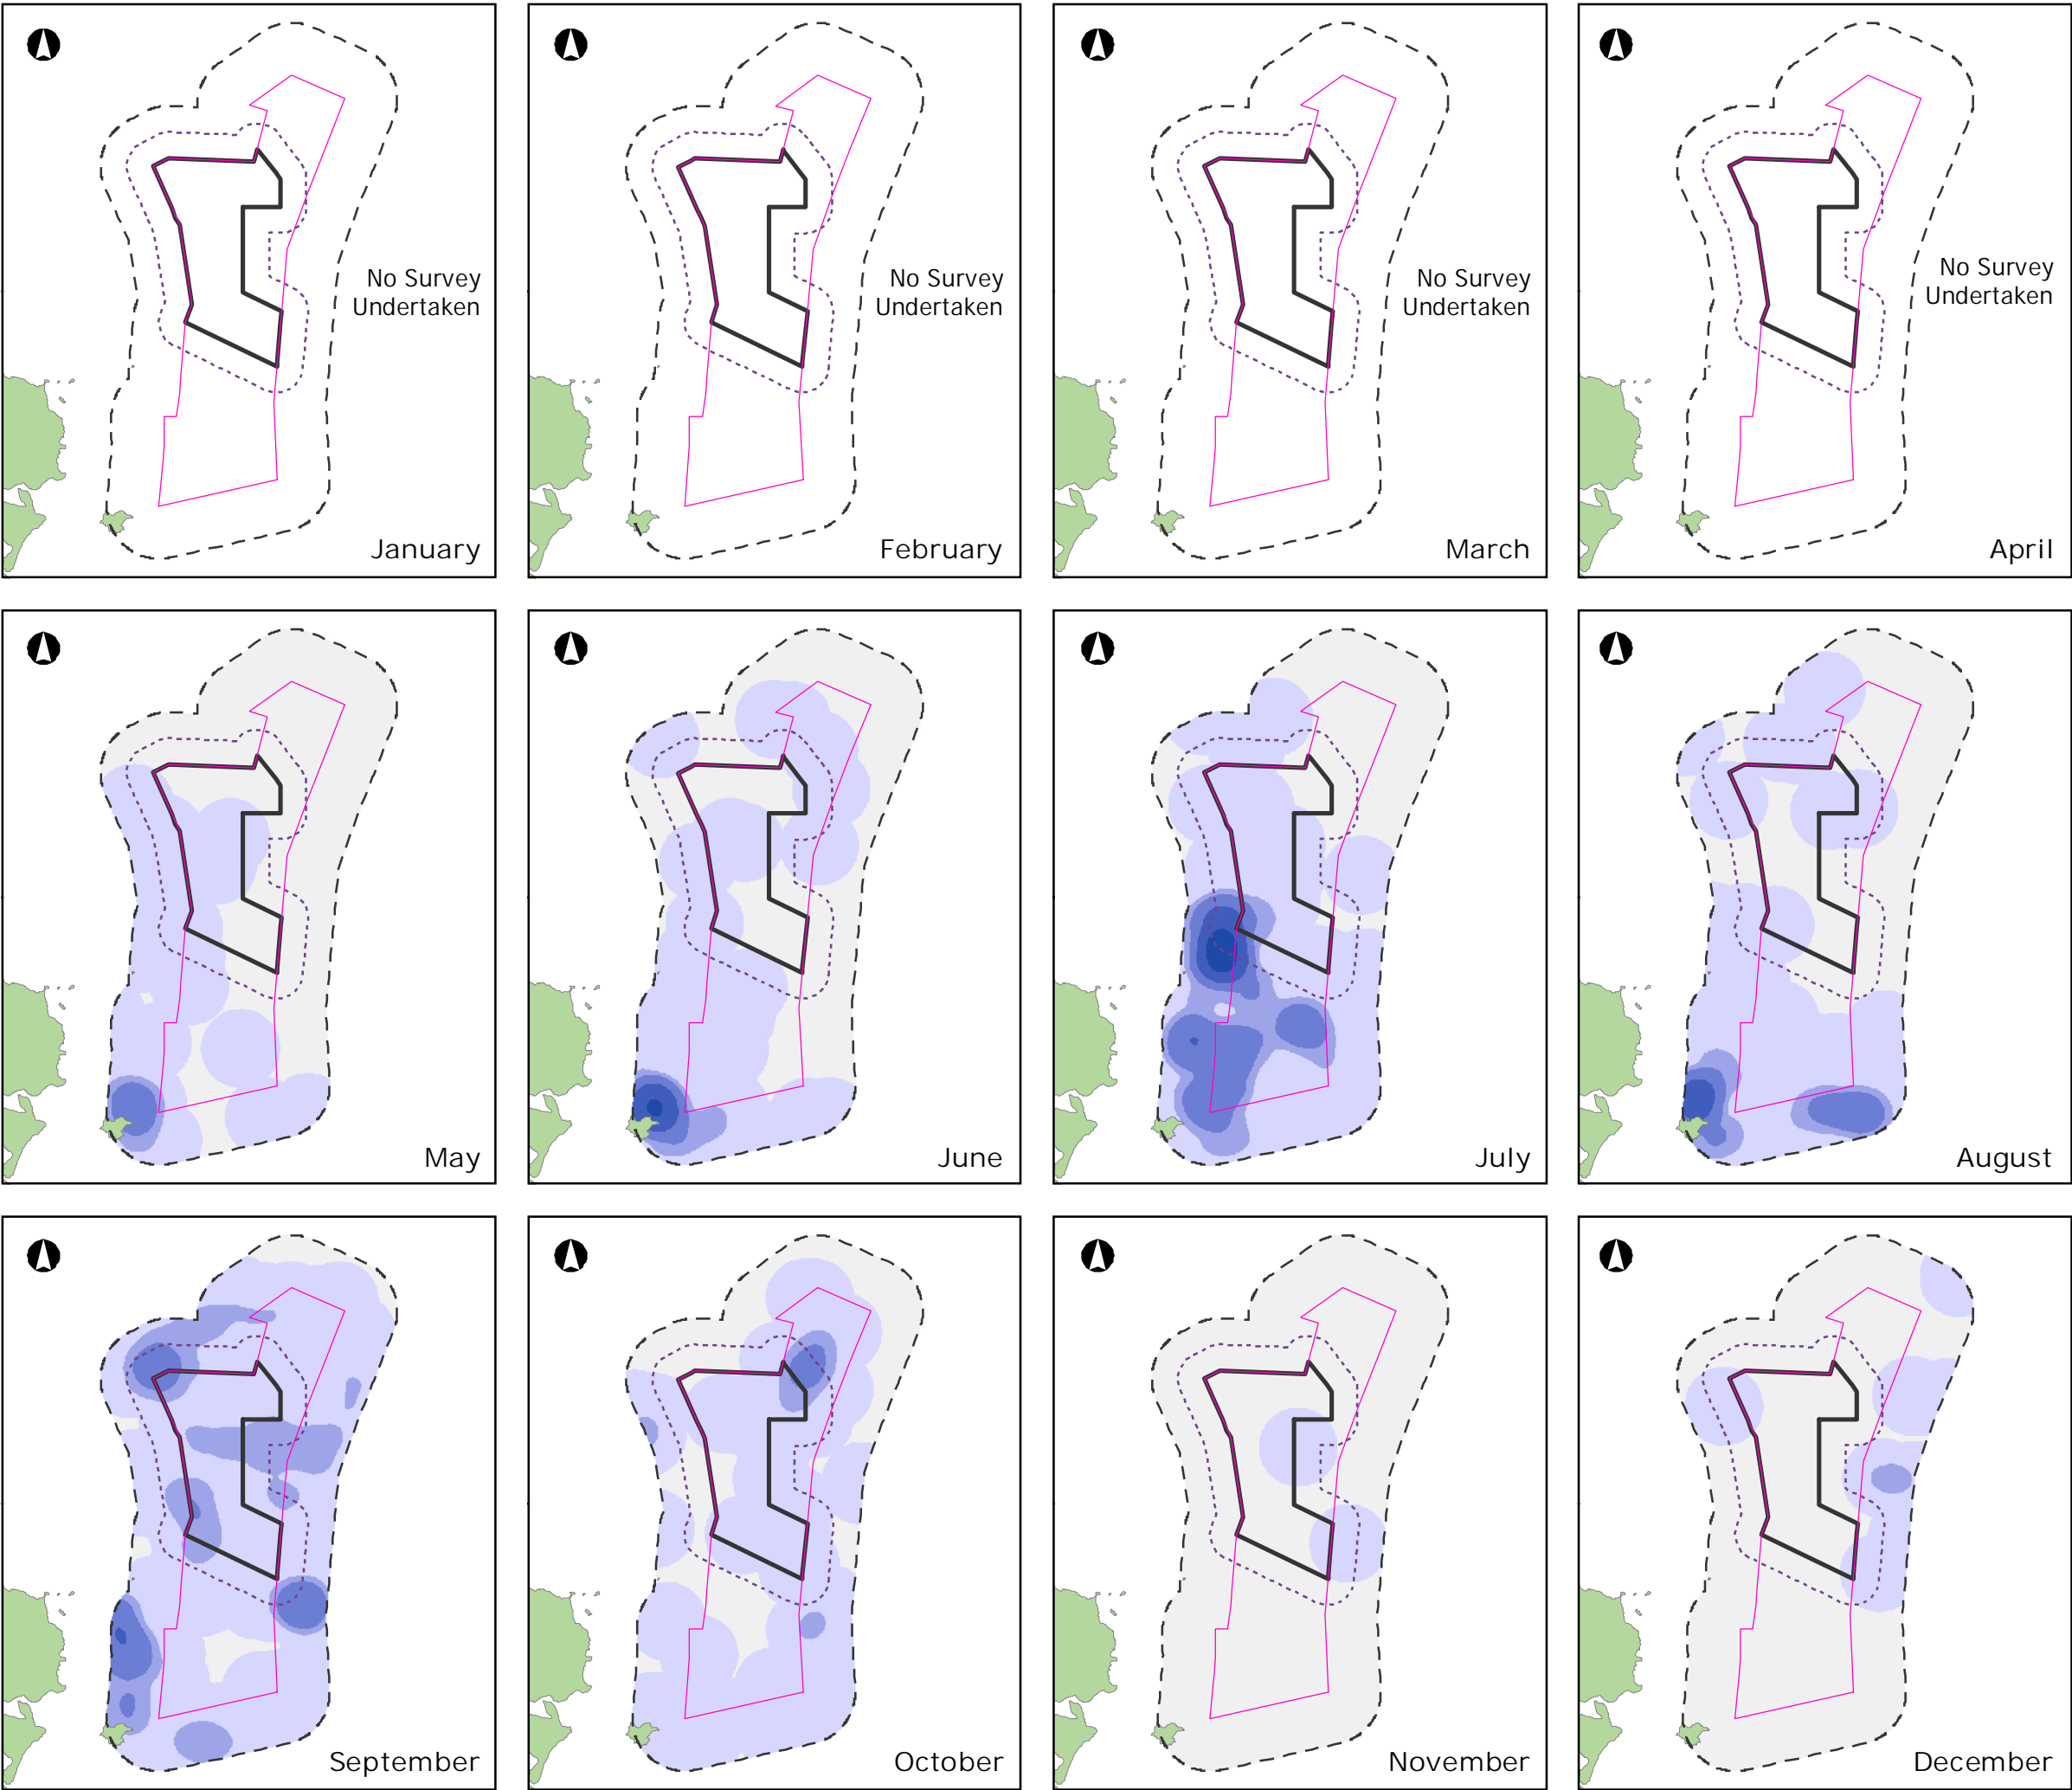 No Survey
Undertaken
January
No Survey
Undertaken
February
No Survey
Undertaken
March
No Survey
Undertaken
April
May
June
July
August
September
October
November
December